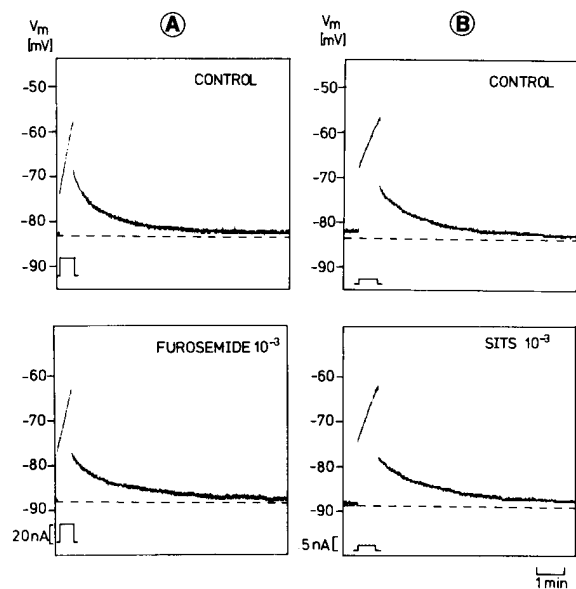 Vm
[mV]
A
Vm
[mV]
B
CONTROL
-50
-60
-70
-80
-90
CONTROL
-50
-60
-70
-80
-90
FUROSEMIDE 10⁻³
-60
-70
-80
-90
20nA
SITS 10⁻³
-60
-70
-80
-90
5nA
1 min